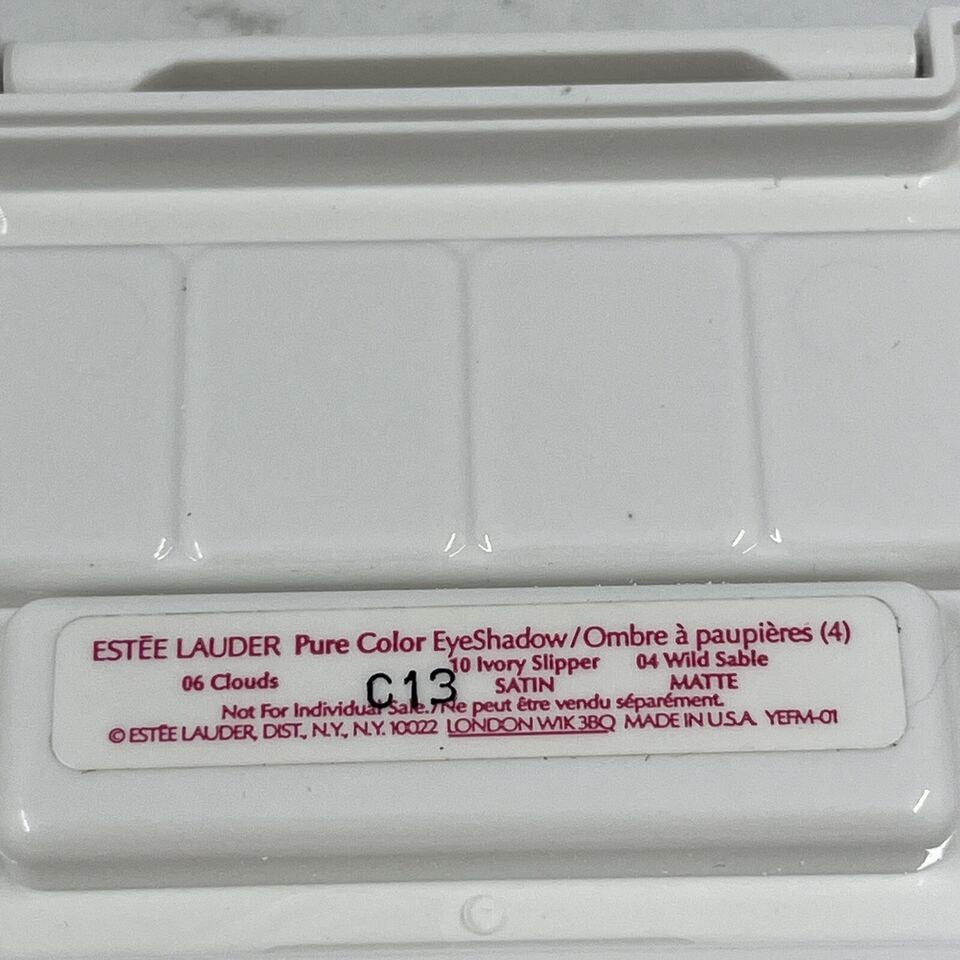 ESTĒE LAUDER Pure Color EyeShadow/Ombre à paupières (4)
06 Clouds 10 Ivory Slipper 04 Wild Sable
C13 SATIN MATTE
Not For Individual Sale./Ne peut être vendu séparément.
© ESTĒE LAUDER, DIST., N.Y., N.Y. 10022 LONDON W1K 3BQ MADE IN U.S.A. YEFM-01